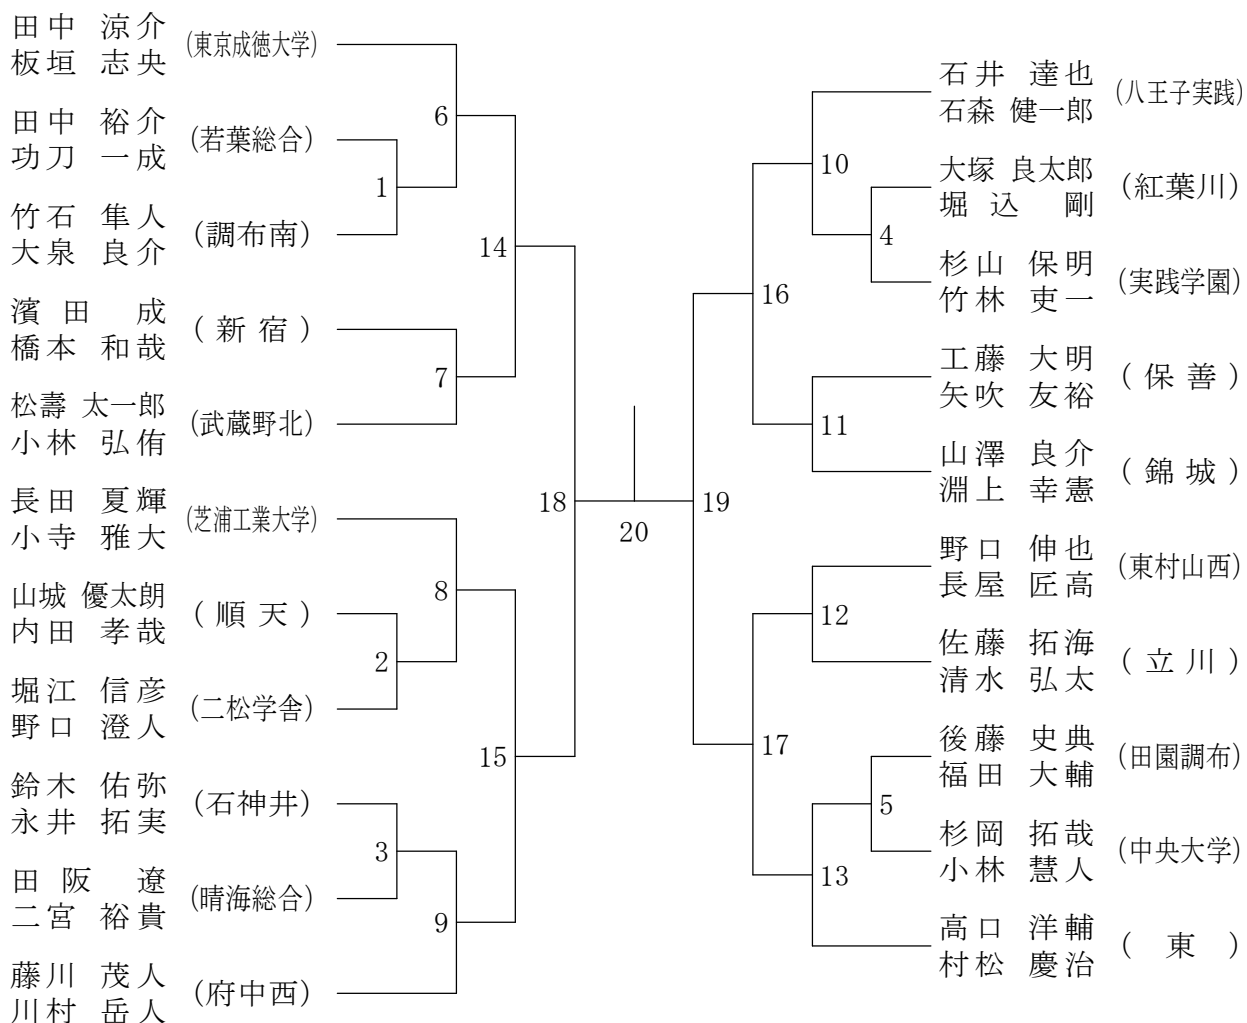 田中 涼介
板垣 志央
(東京成徳大学)
田中 裕介
功刀 一成
(若葉総合)
竹石 隼人
大泉 良介
(調布南)
濱田 成
橋本 和哉
(新宿)
松壽 太一郎
小林 弘侑
(武蔵野北)
長田 夏輝
小寺 雅大
(芝浦工業大学)
山城 優太朗
内田 孝哉
(順天)
堀江 信彦
野口 澄人
(二松学舎)
鈴木 佑弥
永井 拓実
(石神井)
田阪 遼
二宮 裕貴
(晴海総合)
藤川 茂人
川村 岳人
(府中西)
6
1
14
7
18
8
2
15
3
9
20
19
10
4
16
11
12
17
5
13
石井 達也
石森 健一郎
(八王子実践)
大塚 良太郎
堀込 剛
(紅葉川)
杉山 保明
竹林 吏一
(実践学園)
工藤 大明
矢吹 友裕
(保善)
山澤 良介
淵上 幸憲
(錦城)
野口 伸也
長屋 匠高
(東村山西)
佐藤 拓海
清水 弘太
(立川)
後藤 史典
福田 大輔
(田園調布)
杉岡 拓哉
小林 慧人
(中央大学)
高口 洋輔
村松 慶治
(東)